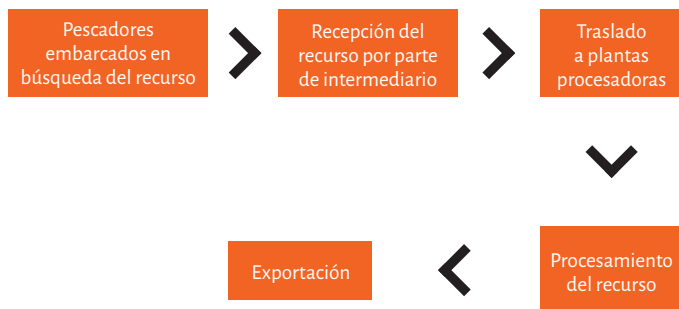 Pescadores
embarcados en
búsqueda del recurso
Recepción del
recurso por parte
de intermediario
Traslado
a plantas
procesadoras
Procesamiento
del recurso
Exportación